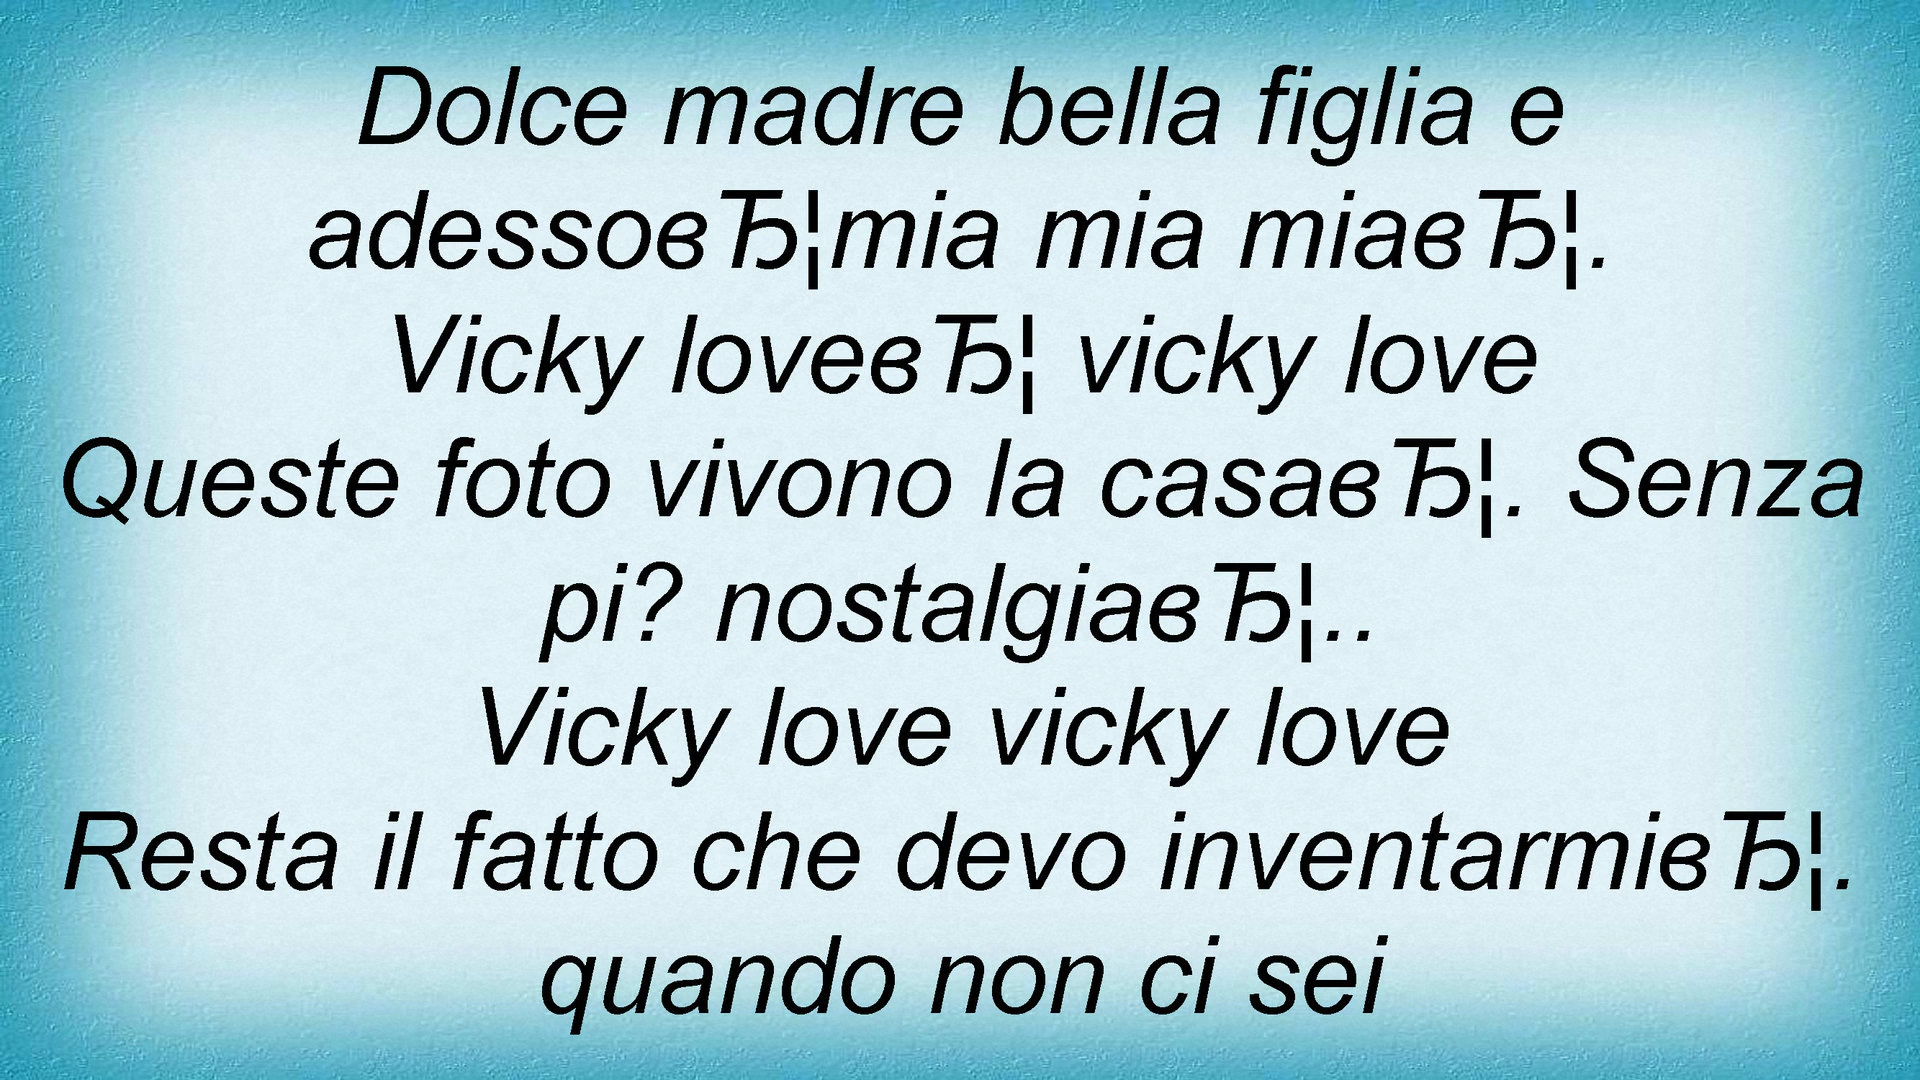 Dolce madre bella figlia e
adessoвЂ¦mia mia miaвЂ¦.
Vicky loveвЂ¦ vicky love
Queste foto vivono la casaвЂ¦. Senza
pi? nostalgiaвЂ¦..
Vicky love vicky love
Resta il fatto che devo inventarmiвЂ¦.
quando non ci sei